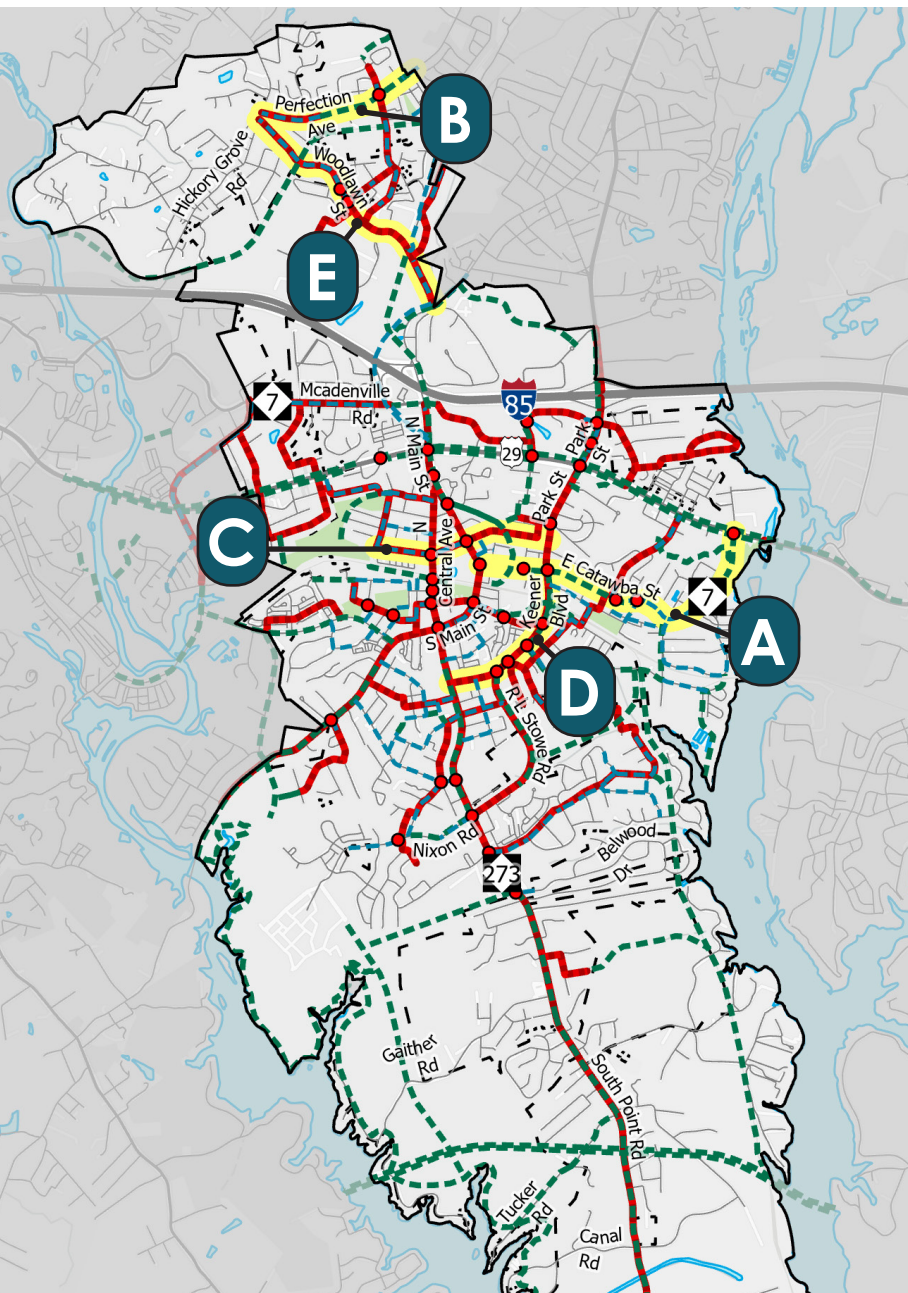 Perfection
Ave
B
Hickory Grove
Rd
Woodlawn
St
E
7
Mcadenville
Rd
85
N Main St
29
Park
St
Park St
C
N
Central Ave
E Catawba St
7
Keener
Blvd
A
S Main St
D
R L Stowe Rd
Nixon Rd
Belwood
Dr
273
Gaither
Rd
South Point Rd
Tucker
Rd
Canal
Rd